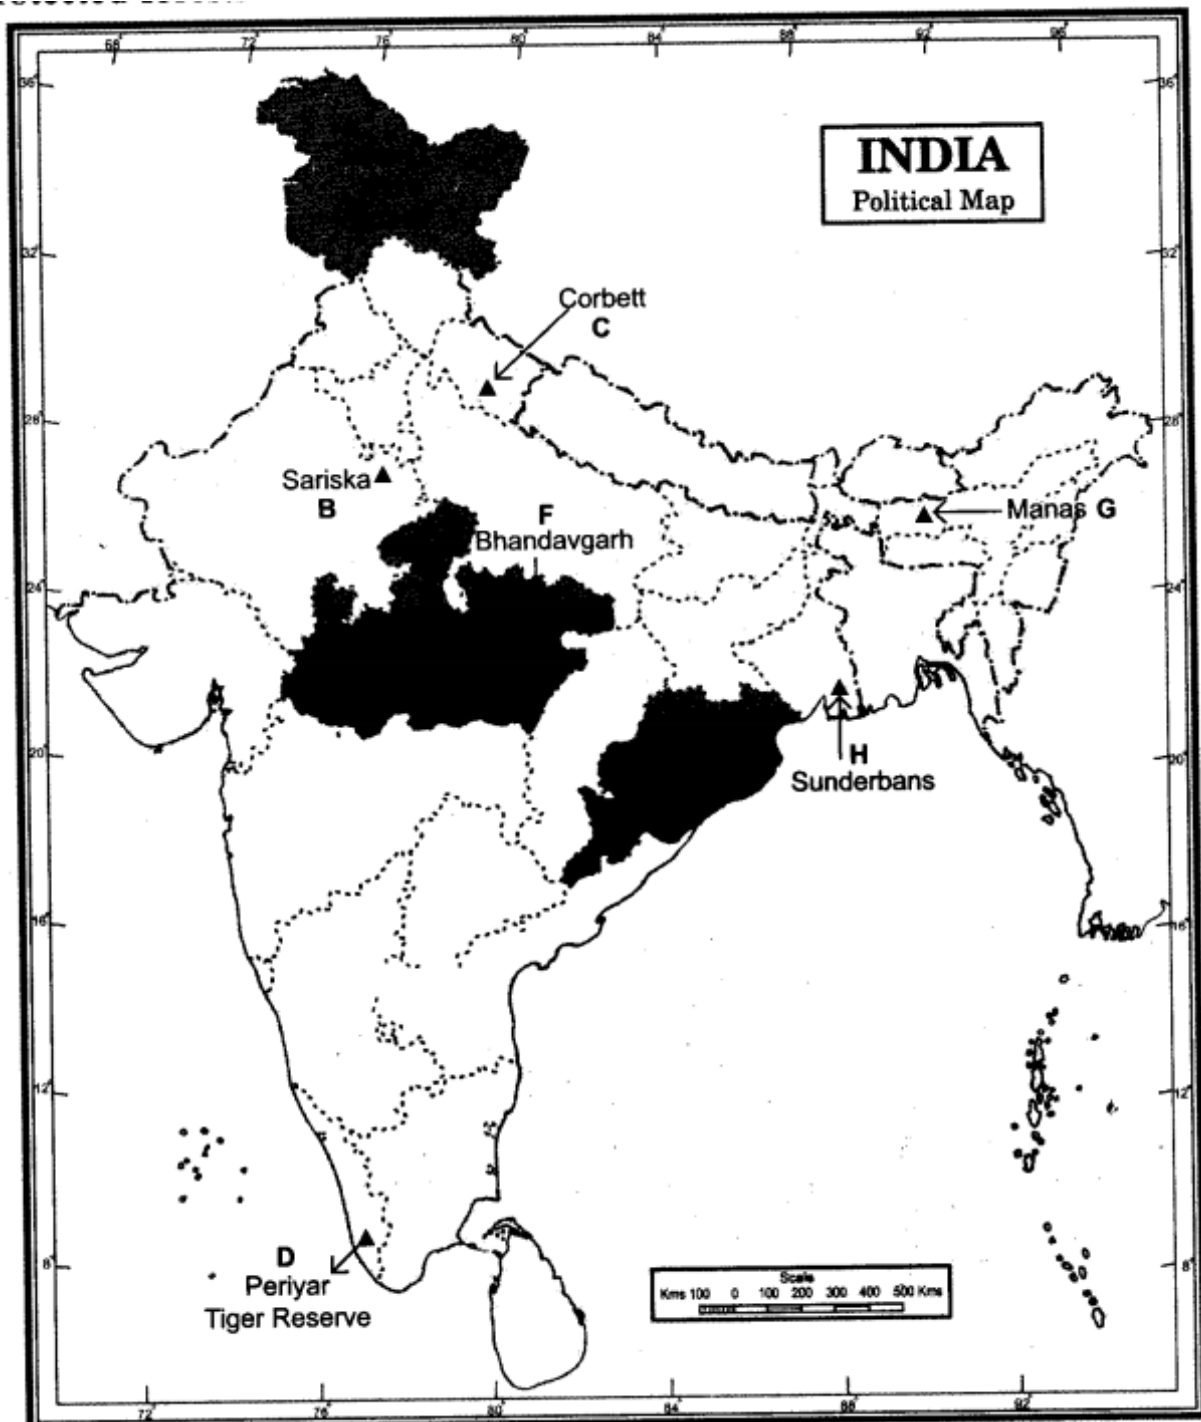 68° 72° 76° 80° 84° 88° 92° 96°
36° 36°
INDIA
Political Map
32° 32°
Corbett
C
28° 28°
Sariska
B
F
Bhandavgarh
Manas G
24° 24°
20° 20°
H
Sunderbans
16° 16°
12° 12°
D
Periyar
Tiger Reserve
8° 8°
Scale
Kms 100 0 100 200 300 400 500 Kms
72° 76° 80° 84° 88° 92°